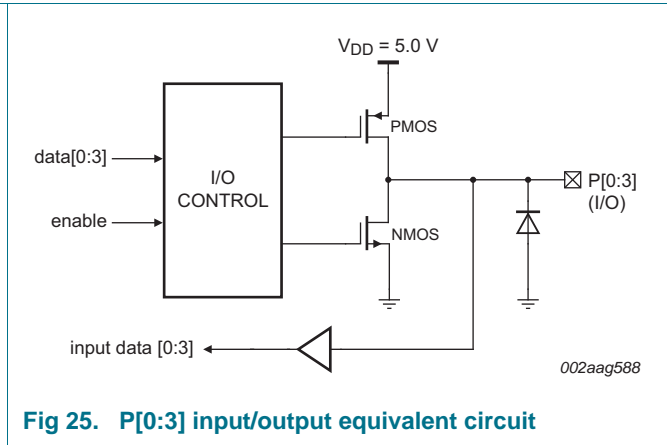 VDD = 5.0 V
PMOS
data[0:3]
I/O
CONTROL
P[0:3]
(I/O)
enable
NMOS
input data [0:3]
002aag588
Fig 25. P[0:3] input/output equivalent circuit